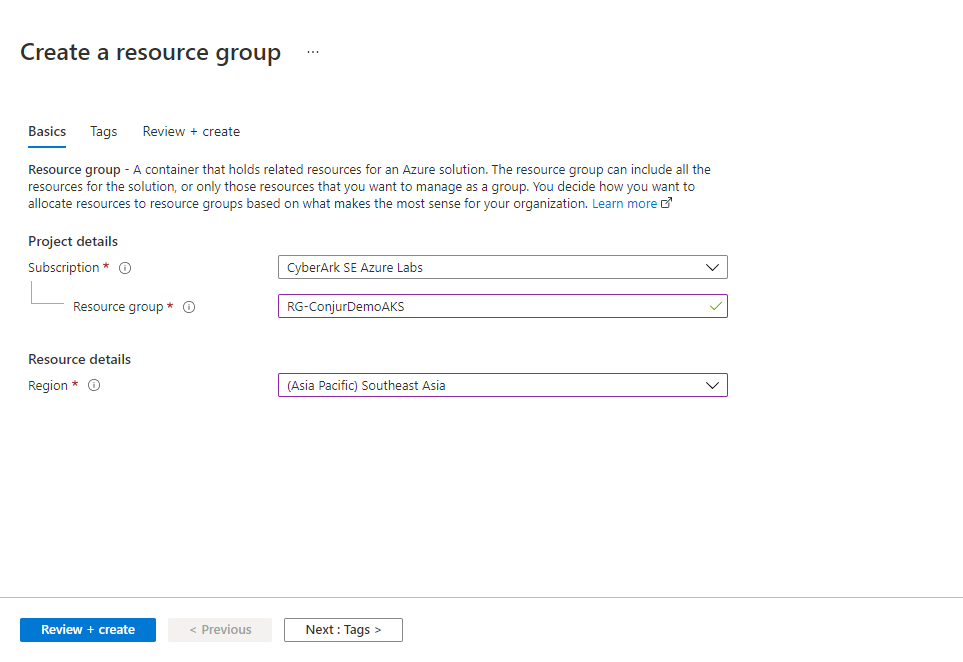 Create a resource group ...
Basics Tags Review + create
Resource group - A container that holds related resources for an Azure solution. The resource group can include all the
resources for the solution, or only those resources that you want to manage as a group. You decide how you want to
allocate resources to resource groups based on what makes the most sense for your organization. Learn more
Project details
Subscription * CyberArk SE Azure Labs
Resource group * RG-ConjurDemoAKS
Resource details
Region * (Asia Pacific) Southeast Asia
Review + create < Previous Next : Tags >